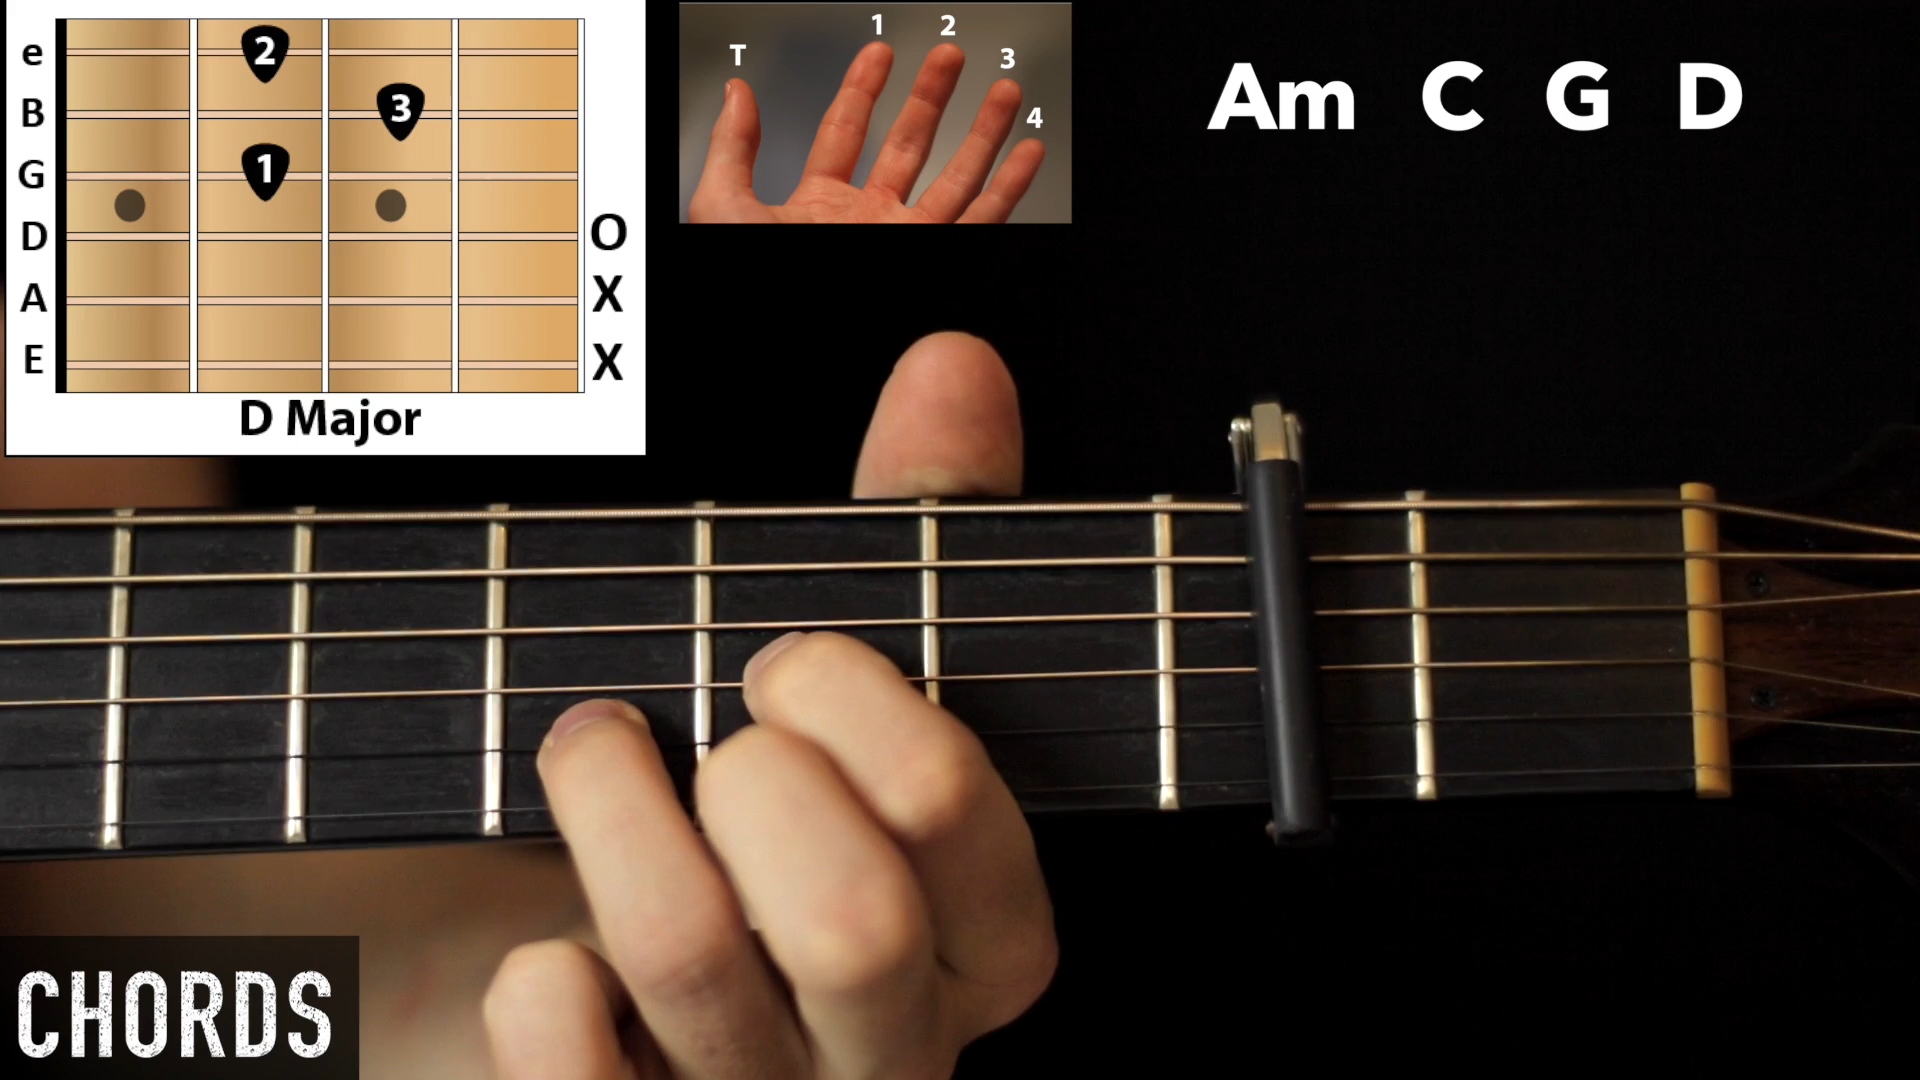 e 2
B 3
G 1
D O
A X
E X
D Major
T 1 2 3 4
Am C G D
CHORDS